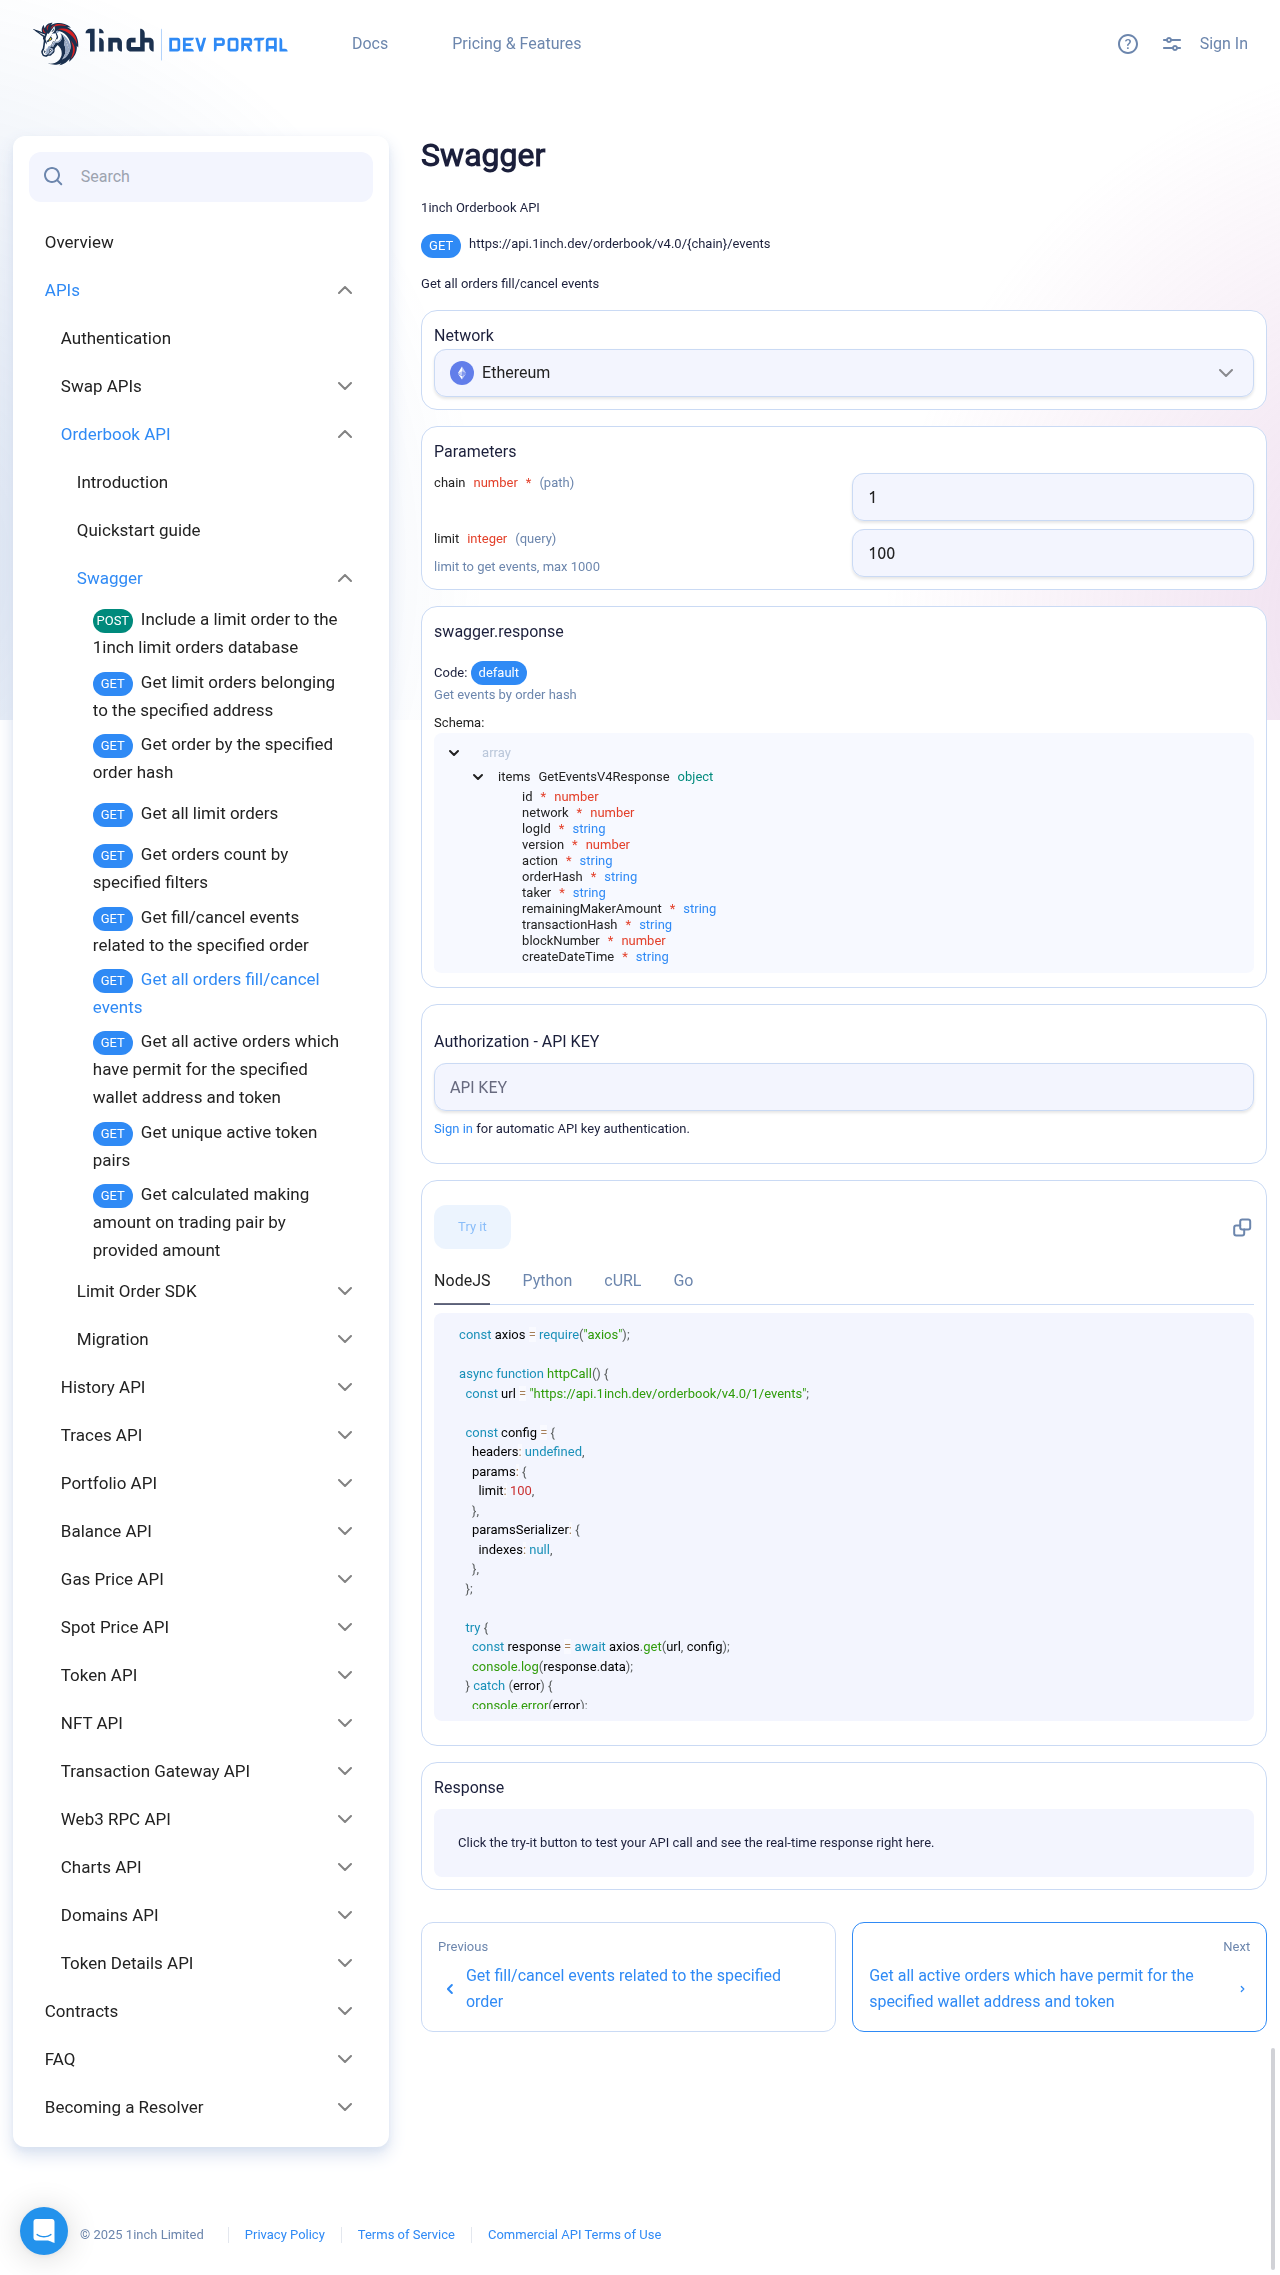 1inch DEV PORTAL
Docs
Pricing & Features
Sign In
Search
Overview
APIs
Authentication
Swap APIs
Orderbook API
Introduction
Quickstart guide
Swagger
POST Include a limit order to the
1inch limit orders database
GET Get limit orders belonging
to the specified address
GET Get order by the specified
order hash
GET Get all limit orders
GET Get orders count by
specified filters
GET Get fill/cancel events
related to the specified order
GET Get all orders fill/cancel
events
GET Get all active orders which
have permit for the specified
wallet address and token
GET Get unique active token
pairs
GET Get calculated making
amount on trading pair by
provided amount
Limit Order SDK
Migration
History API
Traces API
Portfolio API
Balance API
Gas Price API
Spot Price API
Token API
NFT API
Transaction Gateway API
Web3 RPC API
Charts API
Domains API
Token Details API
Contracts
FAQ
Becoming a Resolver
Swagger
1inch Orderbook API
GET https://api.1inch.dev/orderbook/v4.0/{chain}/events
Get all orders fill/cancel events
Network
Ethereum
Parameters
chain number * (path)
1
limit integer (query)
100
limit to get events, max 1000
swagger.response
Code: default
Get events by order hash
Schema:
array
items GetEventsV4Response object
id * number
network * number
logId * string
version * number
action * string
orderHash * string
taker * string
remainingMakerAmount * string
transactionHash * string
blockNumber * number
createDateTime * string
Authorization - API KEY
API KEY
Sign in for automatic API key authentication.
Try it
NodeJS Python cURL Go
const axios = require("axios");
async function httpCall() {
const url = "https://api.1inch.dev/orderbook/v4.0/1/events";
const config = {
headers: undefined,
params: {
limit: 100,
},
paramsSerializer: {
indexes: null,
},
};
try {
const response = await axios.get(url, config);
console.log(response.data);
} catch (error) {
console.error(error);
Response
Click the try-it button to test your API call and see the real-time response right here.
Previous
Get fill/cancel events related to the specified
order
Next
Get all active orders which have permit for the
specified wallet address and token
© 2025 1inch Limited
Privacy Policy
Terms of Service
Commercial API Terms of Use